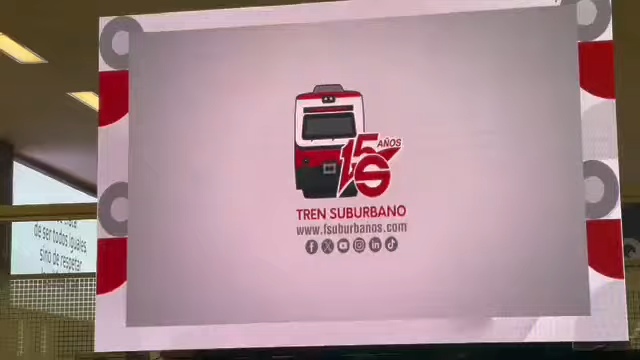 15 AÑOS
TREN SUBURBANO
www.fsuburbanos.com
de ser todos iguales
sino de respetar